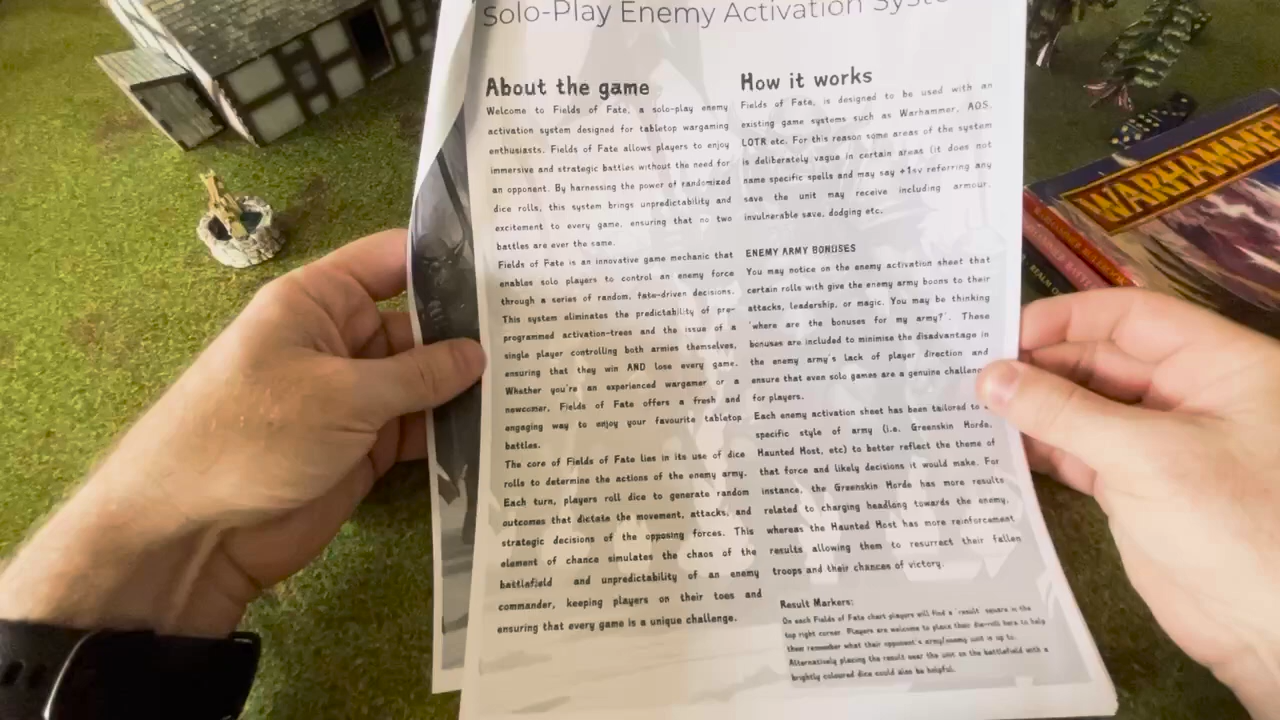 Solo-Play Enemy Activation Syste
About the game
Welcome to Fields of Fate, a solo-play enemy
activation system designed for tabletop wargaming
enthusiasts. Fields of Fate allows players to enjoy
immersive and strategic battles without the need for
an opponent. By harnessing the power of randomized
dice rolls, this system brings unpredictability and
excitement to every game, ensuring that no two
battles are ever the same.
Fields of Fate is an innovative game mechanic that
enables solo players to control an enemy force
through a series of random, fate-driven decisions.
This system eliminates the predictability of pre-
programmed activation-trees and the issue of a
single player controlling both armies themselves,
ensuring that they win AND lose every game.
Whether you're an experienced wargamer or a
newcomer, Fields of Fate offers a fresh and
engaging way to enjoy your favourite tabletop
battles.
The core of Fields of Fate lies in its use of dice
rolls to determine the actions of the enemy army.
Each turn, players roll dice to generate random
outcomes that dictate the movement, attacks, and
strategic decisions of the opposing forces. This
element of chance simulates the chaos of the
battlefield and unpredictability of an enemy
commander, keeping players on their toes and
ensuring that every game is a unique challenge.
How it works
Fields of Fate, is designed to be used with an
existing game systems such as Warhammer, AOS,
LOTR etc. For this reason some areas of the system
is deliberately vague in certain areas (it does not
name specific spells and may say +1sv referring any
save the unit may receive including armour,
invulnerable save, dodging etc.
ENEMY ARMY BONUSES
You may notice on the enemy activation sheet that
certain rolls with give the enemy army boons to their
attacks, leadership, or magic. You may be thinking
'where are the bonuses for my army?'. These
bonuses are included to minimise the disadvantage in
the enemy army's lack of player direction and
ensure that even solo games are a genuine challenge
for players.
Each enemy activation sheet has been tailored to a
specific style of army (i.e. Greenskin Horde,
Haunted Host, etc) to better reflect the theme of
that force and likely decisions it would make. For
instance, the Greenskin Horde has more results
related to charging headlong towards the enemy,
whereas the Haunted Host has more reinforcement
results allowing them to resurrect their fallen
troops and their chances of victory.
Result Markers:
On each Fields of Fate chart players will find a 'result' square in the
top right corner. Players are welcome to place their die-roll here to help
them remember what their opponent's army/enemy unit is up to.
Alternatively placing the result near the unit on the battlefield with a
brightly coloured dice could also be helpful.
WARHAMME
REALM O